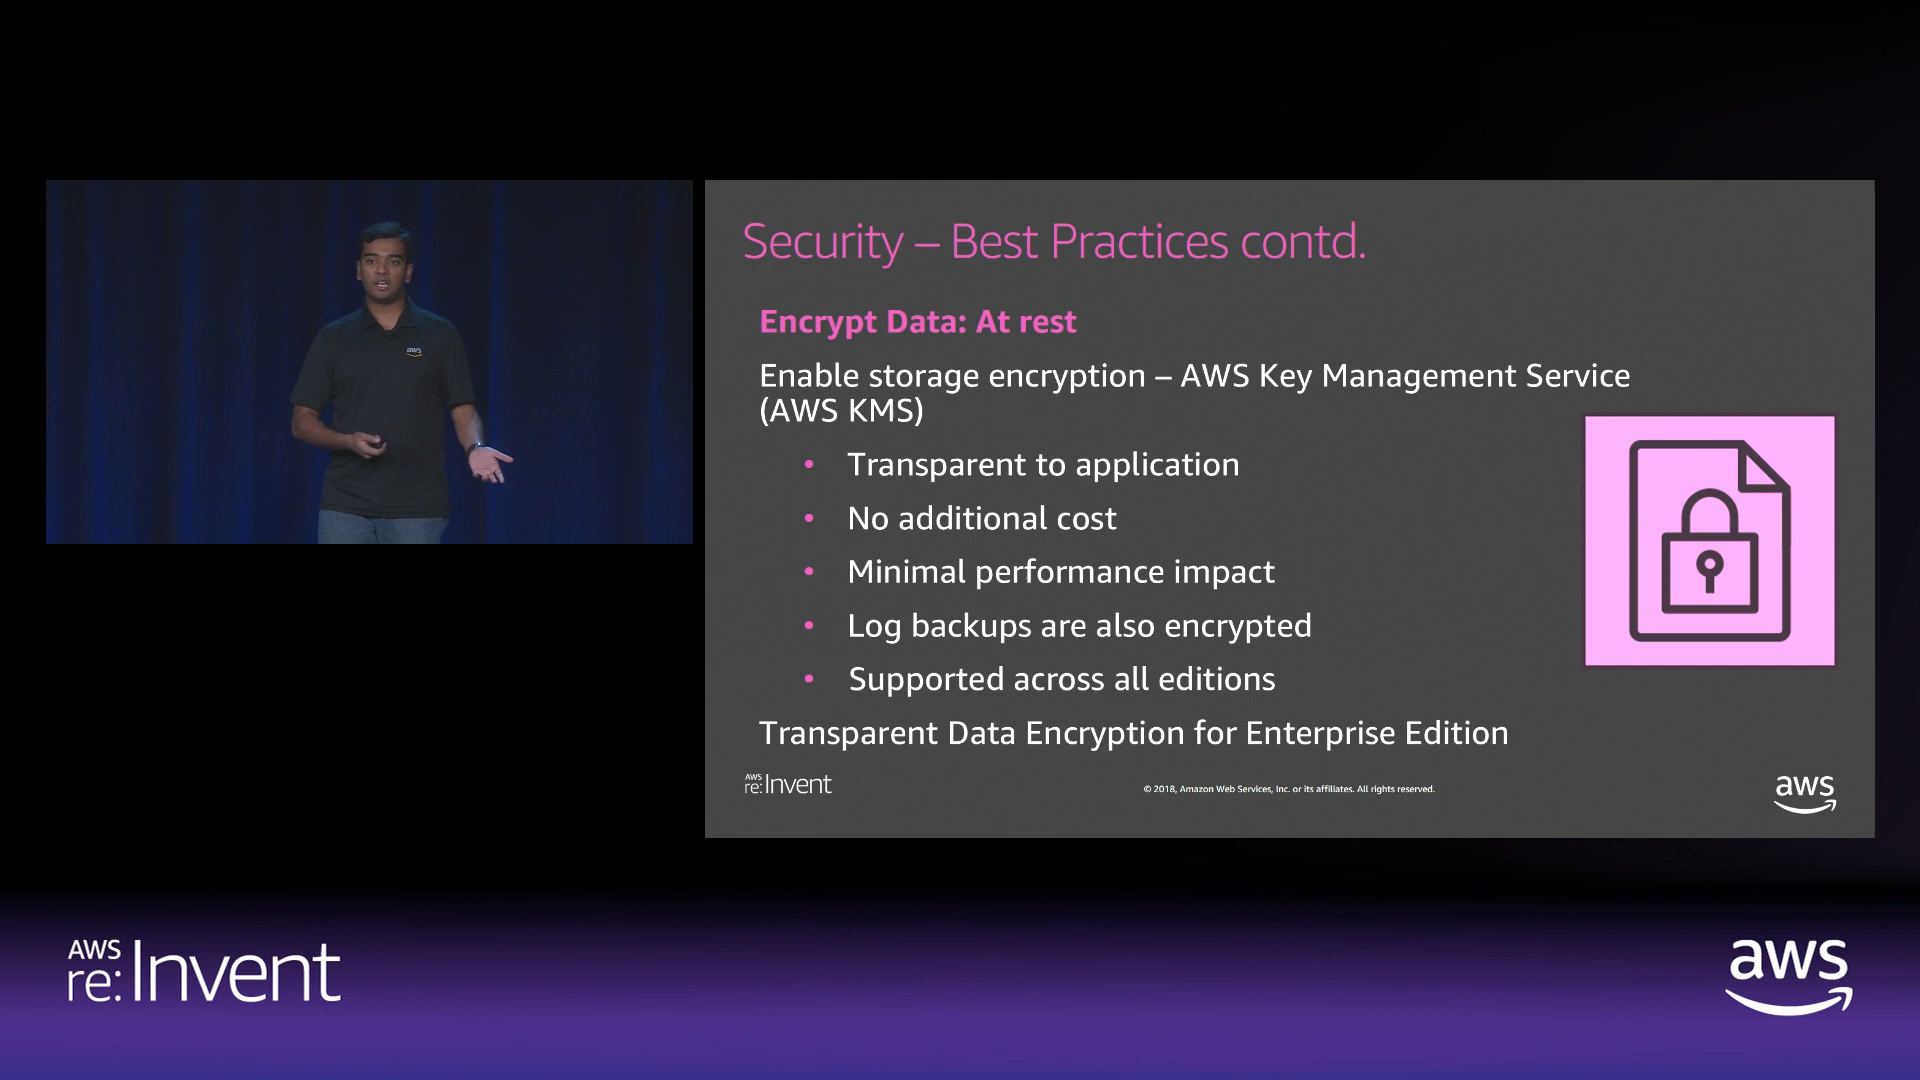 aws
Security – Best Practices contd.
Encrypt Data: At rest
Enable storage encryption – AWS Key Management Service
(AWS KMS)
• Transparent to application
• No additional cost
• Minimal performance impact
• Log backups are also encrypted
• Supported across all editions
Transparent Data Encryption for Enterprise Edition
AWS
re:Invent
© 2018, Amazon Web Services, Inc. or its affiliates. All rights reserved.
aws
AWS
re:Invent
aws